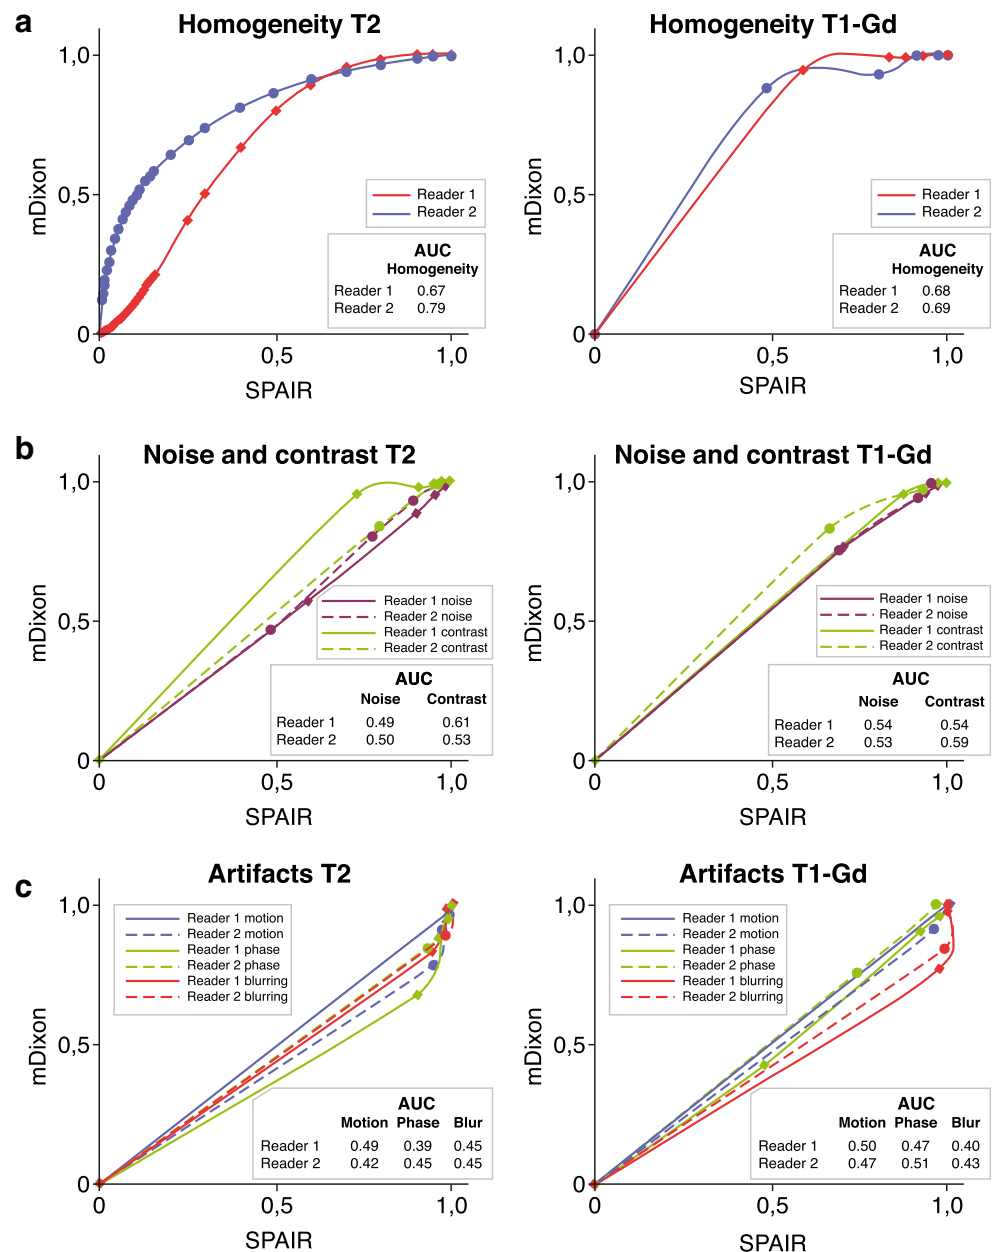 a
Homogeneity T2
1,0
0,5
0
mDixon
Reader 1
Reader 2
AUC
Homogeneity
Reader 1 0.67
Reader 2 0.79
0 0,5 1,0
SPAIR
Homogeneity T1-Gd
1,0
0,5
0
mDixon
Reader 1
Reader 2
AUC
Homogeneity
Reader 1 0.68
Reader 2 0.69
0 0,5 1,0
SPAIR
b
Noise and contrast T2
1,0
0,5
0
mDixon
Reader 1 noise
Reader 2 noise
Reader 1 contrast
Reader 2 contrast
AUC
Noise Contrast
Reader 1 0.49 0.61
Reader 2 0.50 0.53
0 0,5 1,0
SPAIR
Noise and contrast T1-Gd
1,0
0,5
0
mDixon
Reader 1 noise
Reader 2 noise
Reader 1 contrast
Reader 2 contrast
AUC
Noise Contrast
Reader 1 0.54 0.54
Reader 2 0.53 0.59
0 0,5 1,0
SPAIR
c
Artifacts T2
1,0
0,5
0
mDixon
Reader 1 motion
Reader 2 motion
Reader 1 phase
Reader 2 phase
Reader 1 blurring
Reader 2 blurring
AUC
Motion Phase Blur
Reader 1 0.49 0.39 0.45
Reader 2 0.42 0.45 0.45
0 0,5 1,0
SPAIR
Artifacts T1-Gd
1,0
0,5
0
mDixon
Reader 1 motion
Reader 2 motion
Reader 1 phase
Reader 2 phase
Reader 1 blurring
Reader 2 blurring
AUC
Motion Phase Blur
Reader 1 0.50 0.47 0.40
Reader 2 0.47 0.51 0.43
0 0,5 1,0
SPAIR